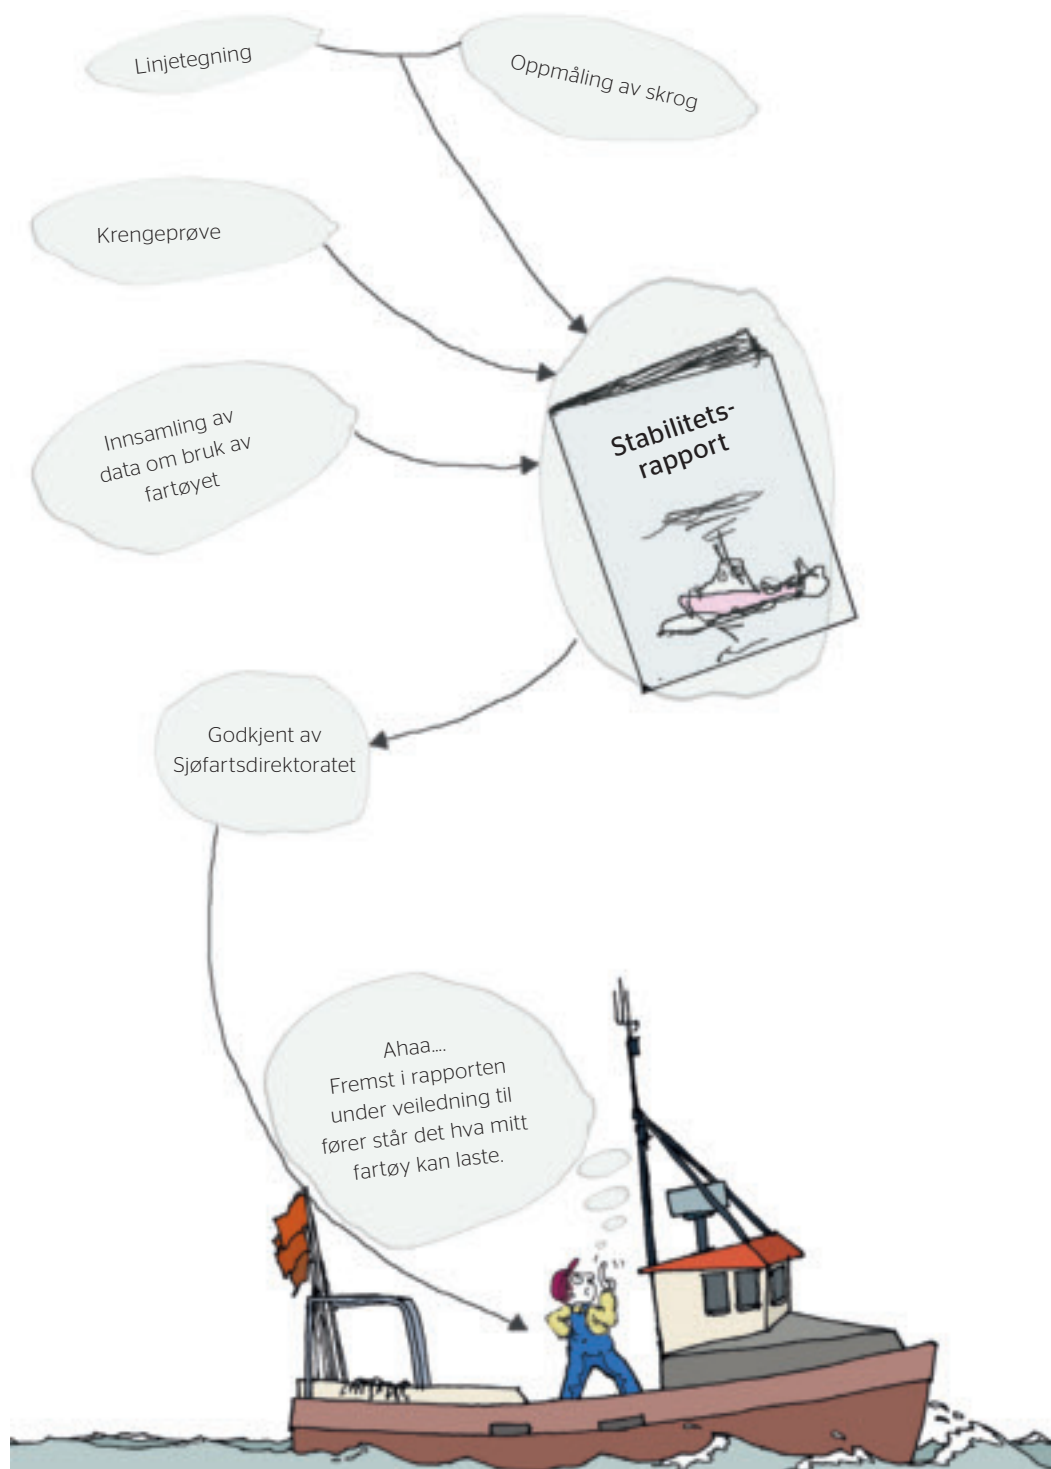 Linjetegning
Oppmåling av skrog
Krengeprøve
Innsamling av
data om bruk av
fartøyet
Stabilitets-
rapport
Godkjent av
Sjøfartsdirektoratet
Ahaa....
Fremst i rapporten
under veiledning til
fører står det hva mitt
fartøy kan laste.